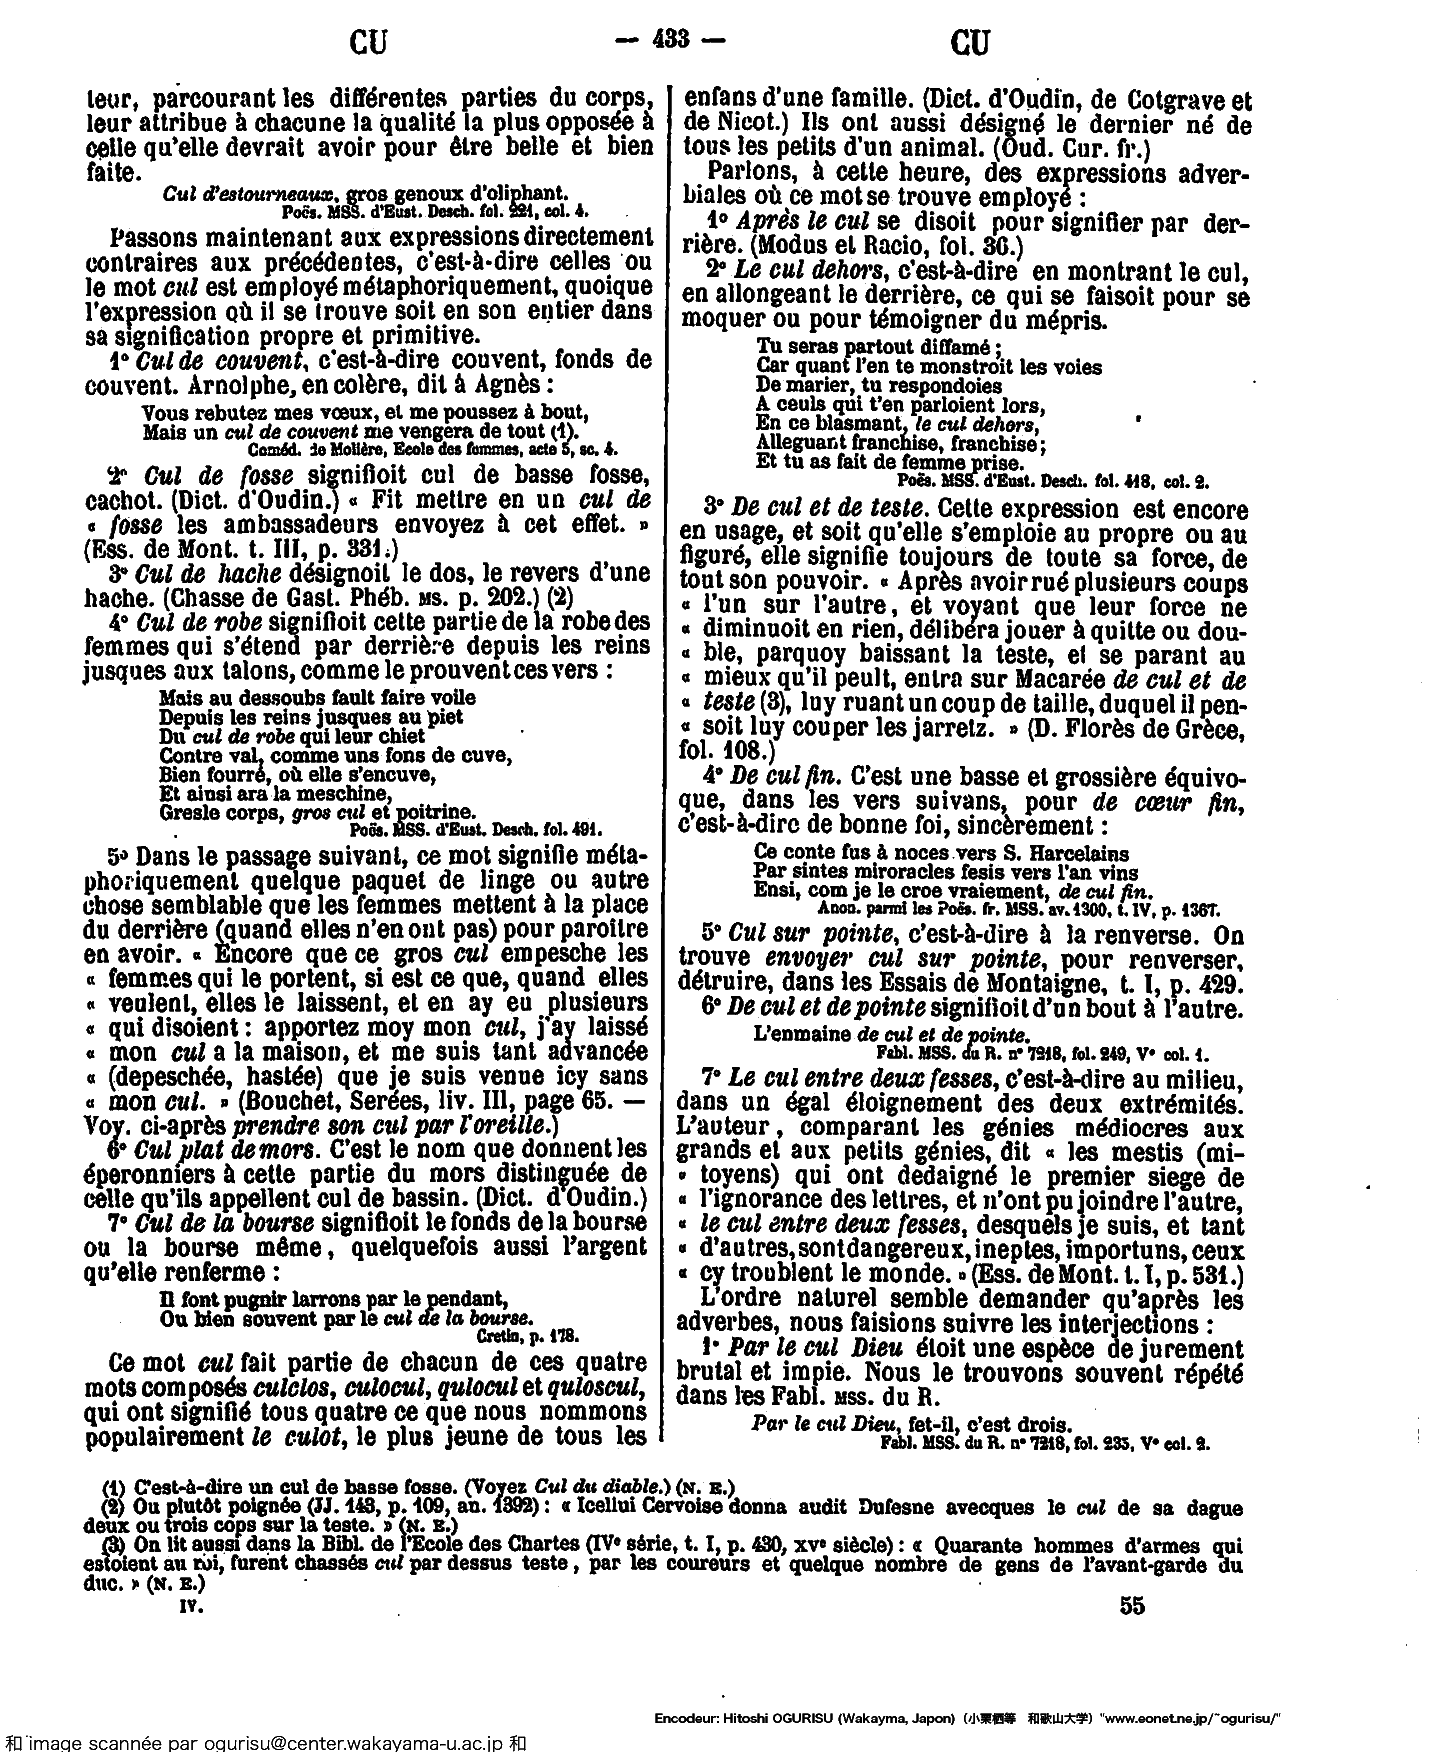 CU — 433 — CU
leur, parcourant les différentes parties du corps,
leur attribue à chacune la qualité la plus opposée à
celle qu'elle devrait avoir pour être belle et bien
faite.
Cul d'estourneaux, gros genoux d'oliphant.
Poës. MSS. d'Eust. Desch. fol. 221, col. 4.
Passons maintenant aux expressions directement
contraires aux précédentes, c'est-à-dire celles ou
le mot cul est employé métaphoriquement, quoique
l'expression où il se trouve soit en son entier dans
sa signification propre et primitive.
1° Cul de couvent, c'est-à-dire couvent, fonds de
couvent. Arnolphe, en colère, dit à Agnès :
Vous rebutez mes vœux, et me poussez à bout,
Mais un cul de couvent me vengera de tout (1).
Coméd. de Molière, Ecole des femmes, acte 5, sc. 4.
2° Cul de fosse signifioit cul de basse fosse,
cachot. (Dict. d'Oudin.) « Fit mettre en un cul de
« fosse les ambassadeurs envoyez à cet effet. »
(Ess. de Mont. t. III, p. 331.)
3° Cul de hache désignoit le dos, le revers d'une
hache. (Chasse de Gast. Phéb. MS. p. 202.) (2)
4° Cul de robe signifioit cette partie de la robe des
femmes qui s'étend par derrière depuis les reins
jusques aux talons, comme le prouvent ces vers :
Mais au dessoubs fault faire voile
Depuis les reins jusques au piet
Du cul de robe qui leur chiet
Contre val, comme uns fons de cuve,
Bien fourré, où elle s'encuve,
Et ainsi ara la meschine,
Gresle corps, gros cul et poitrine.
Poës. MSS. d'Eust. Desch. fol. 491.
5° Dans le passage suivant, ce mot signifie méta-
phoriquement quelque paquet de linge ou autre
chose semblable que les femmes mettent à la place
du derrière (quand elles n'en ont pas) pour paroitre
en avoir. « Encore que ce gros cul empesche les
« femmes qui le portent, si est ce que, quand elles
« veulent, elles le laissent, et en ay eu plusieurs
« qui disoient : apportez moy mon cul, j'ay laissé
« mon cul a la maison, et me suis tant advancée
« (depeschée, hastée) que je suis venue icy sans
« mon cul. » (Bouchet, Serées, liv. III, page 65. —
Voy. ci-après prendre son cul par l'oreille.)
6° Cul plat de mors. C'est le nom que donnent les
éperonniers à cette partie du mors distinguée de
celle qu'ils appellent cul de bassin. (Dict. d'Oudin.)
7° Cul de la bourse signifioit le fonds de la bourse
ou la bourse même, quelquefois aussi l'argent
qu'elle renferme :
Il font pugnir larrons par le pendant,
Ou bien souvent par le cul de la bourse.
Cretin, p. 178.
Ce mot cul fait partie de chacun de ces quatre
mots composés culclos, culocul, qulocul et quloscul,
qui ont signifié tous quatre ce que nous nommons
populairement le culot, le plus jeune de tous les
enfans d'une famille. (Dict. d'Oudin, de Cotgrave et
de Nicot.) Ils ont aussi désigné le dernier né de
tous les petits d'un animal. (Oud. Cur. fr.)
Parlons, à cette heure, des expressions adver-
biales où ce mot se trouve employé :
1° Après le cul se disoit pour signifier par der-
rière. (Modus et Racio, fol. 36.)
2° Le cul dehors, c'est-à-dire en montrant le cul,
en allongeant le derrière, ce qui se faisoit pour se
moquer ou pour témoigner du mépris.
Tu seras partout diffamé ;
Car quant l'en te monstroit les voies
De marier, tu respondoies
A ceuls qui t'en parloient lors,
En ce blasmant, le cul dehors,
Alleguant franchise, franchise ;
Et tu as fait de femme prise.
Poës. MSS. d'Eust. Desch. fol. 418, col. 2.
3° De cul et de teste. Cette expression est encore
en usage, et soit qu'elle s'emploie au propre ou au
figuré, elle signifie toujours de toute sa force, de
tout son pouvoir. « Après avoir rué plusieurs coups
« l'un sur l'autre, et voyant que leur force ne
« diminuoit en rien, délibéra jouer à quitte ou dou-
« ble, parquoy baissant la teste, et se parant au
« mieux qu'il peult, entra sur Macarée de cul et de
« teste (3), luy ruant un coup de taille, duquel il pen-
« soit luy couper les jarretz. » (D. Florès de Grèce,
fol. 108.)
4° De cul fin. C'est une basse et grossière équivo-
que, dans les vers suivans, pour de cœur fin,
c'est-à-dire de bonne foi, sincèrement :
Ce conte fus à noces vers S. Harcelains
Par sintes miroracles fesis vers l'an vins
Ensi, com je le croe vraiement, de cul fin.
Anon. parmi les Poës. fr. MSS. av. 1300, t. IV, p. 1367.
5° Cul sur pointe, c'est-à-dire à la renverse. On
trouve envoyer cul sur pointe, pour renverser,
détruire, dans les Essais de Montaigne, t. I, p. 429.
6° De cul et de pointe signifioit d'un bout à l'autre.
L'enmaine de cul et de pointe.
Fabl. MSS. du R. n° 7218, fol. 249, V° col. 1.
7° Le cul entre deux fesses, c'est-à-dire au milieu,
dans un égal éloignement des deux extrémités.
L'auteur, comparant les génies médiocres aux
grands et aux petits génies, dit « les mestis (mi-
« toyens) qui ont dedaigné le premier siege de
« l'ignorance des lettres, et n'ont pu joindre l'autre,
« le cul entre deux fesses, desquels je suis, et tant
« d'autres, sont dangereux, ineptes, importuns, ceux
« cy troublent le monde. » (Ess. de Mont. t. I, p. 531.)
L'ordre naturel semble demander qu'après les
adverbes, nous faisions suivre les interjections :
1° Par le cul Dieu étoit une espèce de jurement
brutal et impie. Nous le trouvons souvent répété
dans les Fabl. MSS. du R.
Par le cul Dieu, fet-il, c'est drois.
Fabl. MSS. du R. n° 7218, fol. 235, V° col. 2.
(1) C'est-à-dire un cul de basse fosse. (Voyez Cul du diable.) (N. E.)
(2) Ou plutôt poignée (JJ. 143, p. 109, an. 1392) : « Icellui Cervoise donna audit Dufesne avecques le cul de sa dague
deux ou trois cops sur la teste. » (N. E.)
(3) On lit aussi dans la Bibl. de l'Ecole des Chartes (IVe série, t. I, p. 430, XVe siècle) : « Quarante hommes d'armes qui
estoient au roi, furent chassés cul par dessus teste, par les coureurs et quelque nombre de gens de l'avant-garde du
duc. » (N. E.)
IV. 55
Encodeur: Hitoshi OGURISU (Wakayma, Japon) (小栗栖等 和歌山大学) "www.eonet.ne.jp/~ogurisu/"
和 image scannée par ogurisu@center.wakayama-u.ac.jp 和